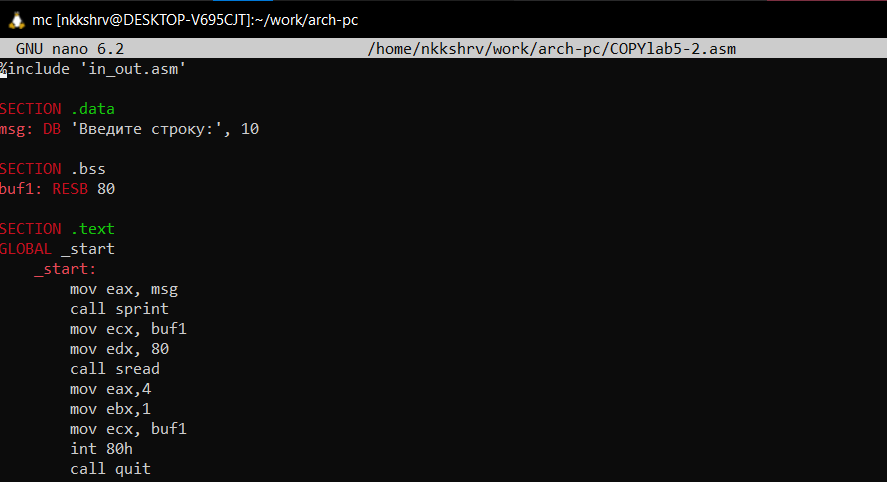 mc [nkkshrv@DESKTOP-V695CJT]:~/work/arch-pc
GNU nano 6.2 /home/nkkshrv/work/arch-pc/COPYlab5-2.asm
%include 'in_out.asm'
SECTION .data
msg: DB 'Введите строку:', 10
SECTION .bss
buf1: RESB 80
SECTION .text
GLOBAL _start
_start:
mov eax, msg
call sprint
mov ecx, buf1
mov edx, 80
call sread
mov eax,4
mov ebx,1
mov ecx, buf1
int 80h
call quit